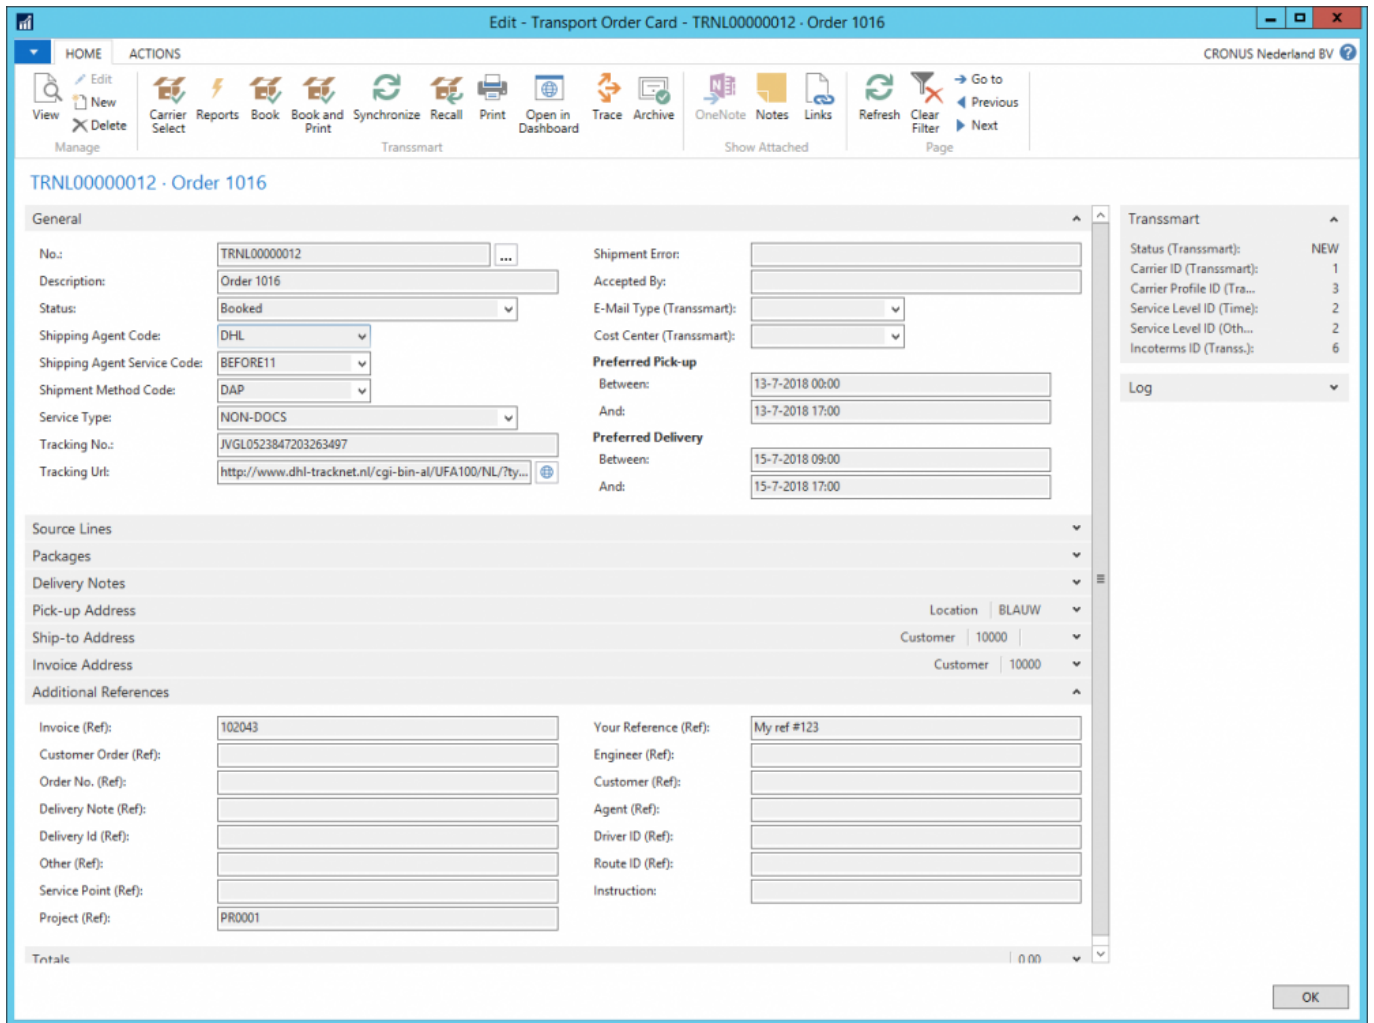 Edit - Transport Order Card - TRNL00000012 · Order 1016
HOME ACTIONS CRONUS Nederland BV
View Edit New Delete
Manage
Carrier Select Reports Book Book and Print Synchronize Recall Print Open in Dashboard Trace Archive
Transsmart
OneNote Notes Links
Show Attached
Refresh Clear Filter Go to Previous Next
Page
TRNL00000012 · Order 1016
General
No.: TRNL00000012 ...
Description: Order 1016
Status: Booked
Shipping Agent Code: DHL
Shipping Agent Service Code: BEFORE11
Shipment Method Code: DAP
Service Type: NON-DOCS
Tracking No.: JVGL0523847203263497
Tracking Url: http://www.dhl-tracknet.nl/cgi-bin-al/UFA100/NL/?ty...
Shipment Error:
Accepted By:
E-Mail Type (Transsmart):
Cost Center (Transsmart):
Preferred Pick-up
Between: 13-7-2018 00:00
And: 13-7-2018 17:00
Preferred Delivery
Between: 15-7-2018 09:00
And: 15-7-2018 17:00
Source Lines
Packages
Delivery Notes
Pick-up Address Location BLAUW
Ship-to Address Customer 10000
Invoice Address Customer 10000
Additional References
Invoice (Ref): 102043
Customer Order (Ref):
Order No. (Ref):
Delivery Note (Ref):
Delivery Id (Ref):
Other (Ref):
Service Point (Ref):
Project (Ref): PR0001
Your Reference (Ref): My ref #123
Engineer (Ref):
Customer (Ref):
Agent (Ref):
Driver ID (Ref):
Route ID (Ref):
Instruction:
Totals 0,00
Transsmart
Status (Transsmart): NEW
Carrier ID (Transsmart): 1
Carrier Profile ID (Tra... 3
Service Level ID (Time): 2
Service Level ID (Oth... 2
Incoterms ID (Transs.): 6
Log
OK